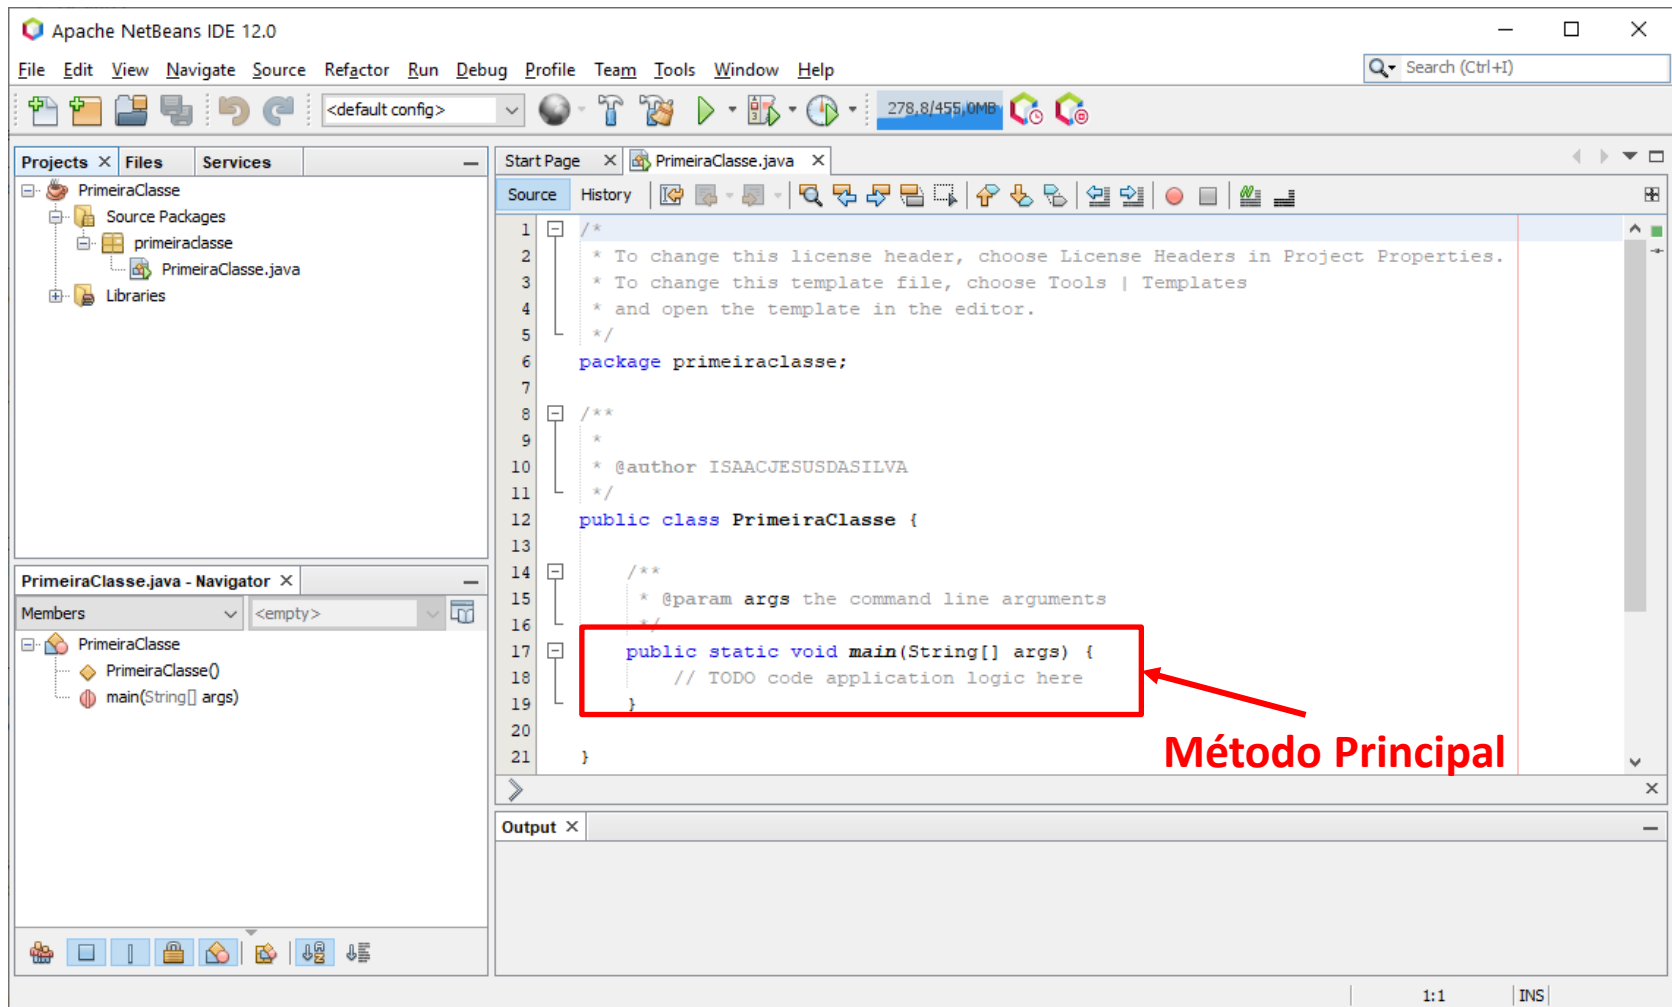 Apache NetBeans IDE 12.0
File Edit View Navigate Source Refactor Run Debug Profile Team Tools Window Help
Search (Ctrl+I)
<default config>
278,8/455,0MB
Projects Files Services
PrimeiraClasse
Source Packages
primeiraclasse
PrimeiraClasse.java
Libraries
Start Page PrimeiraClasse.java
Source History
1 /*
2 * To change this license header, choose License Headers in Project Properties.
3 * To change this template file, choose Tools | Templates
4 * and open the template in the editor.
5 */
6 package primeiraclasse;
7
8 /**
9 *
10 * @author ISAACJESUSDASILVA
11 */
12 public class PrimeiraClasse {
13
14 /**
15 * @param args the command line arguments
16 */
17 public static void main(String[] args) {
18 // TODO code application logic here
19 }
20
21 }
Método Principal
PrimeiraClasse.java - Navigator
Members <empty>
PrimeiraClasse
PrimeiraClasse()
main(String[] args)
Output
1:1 INS